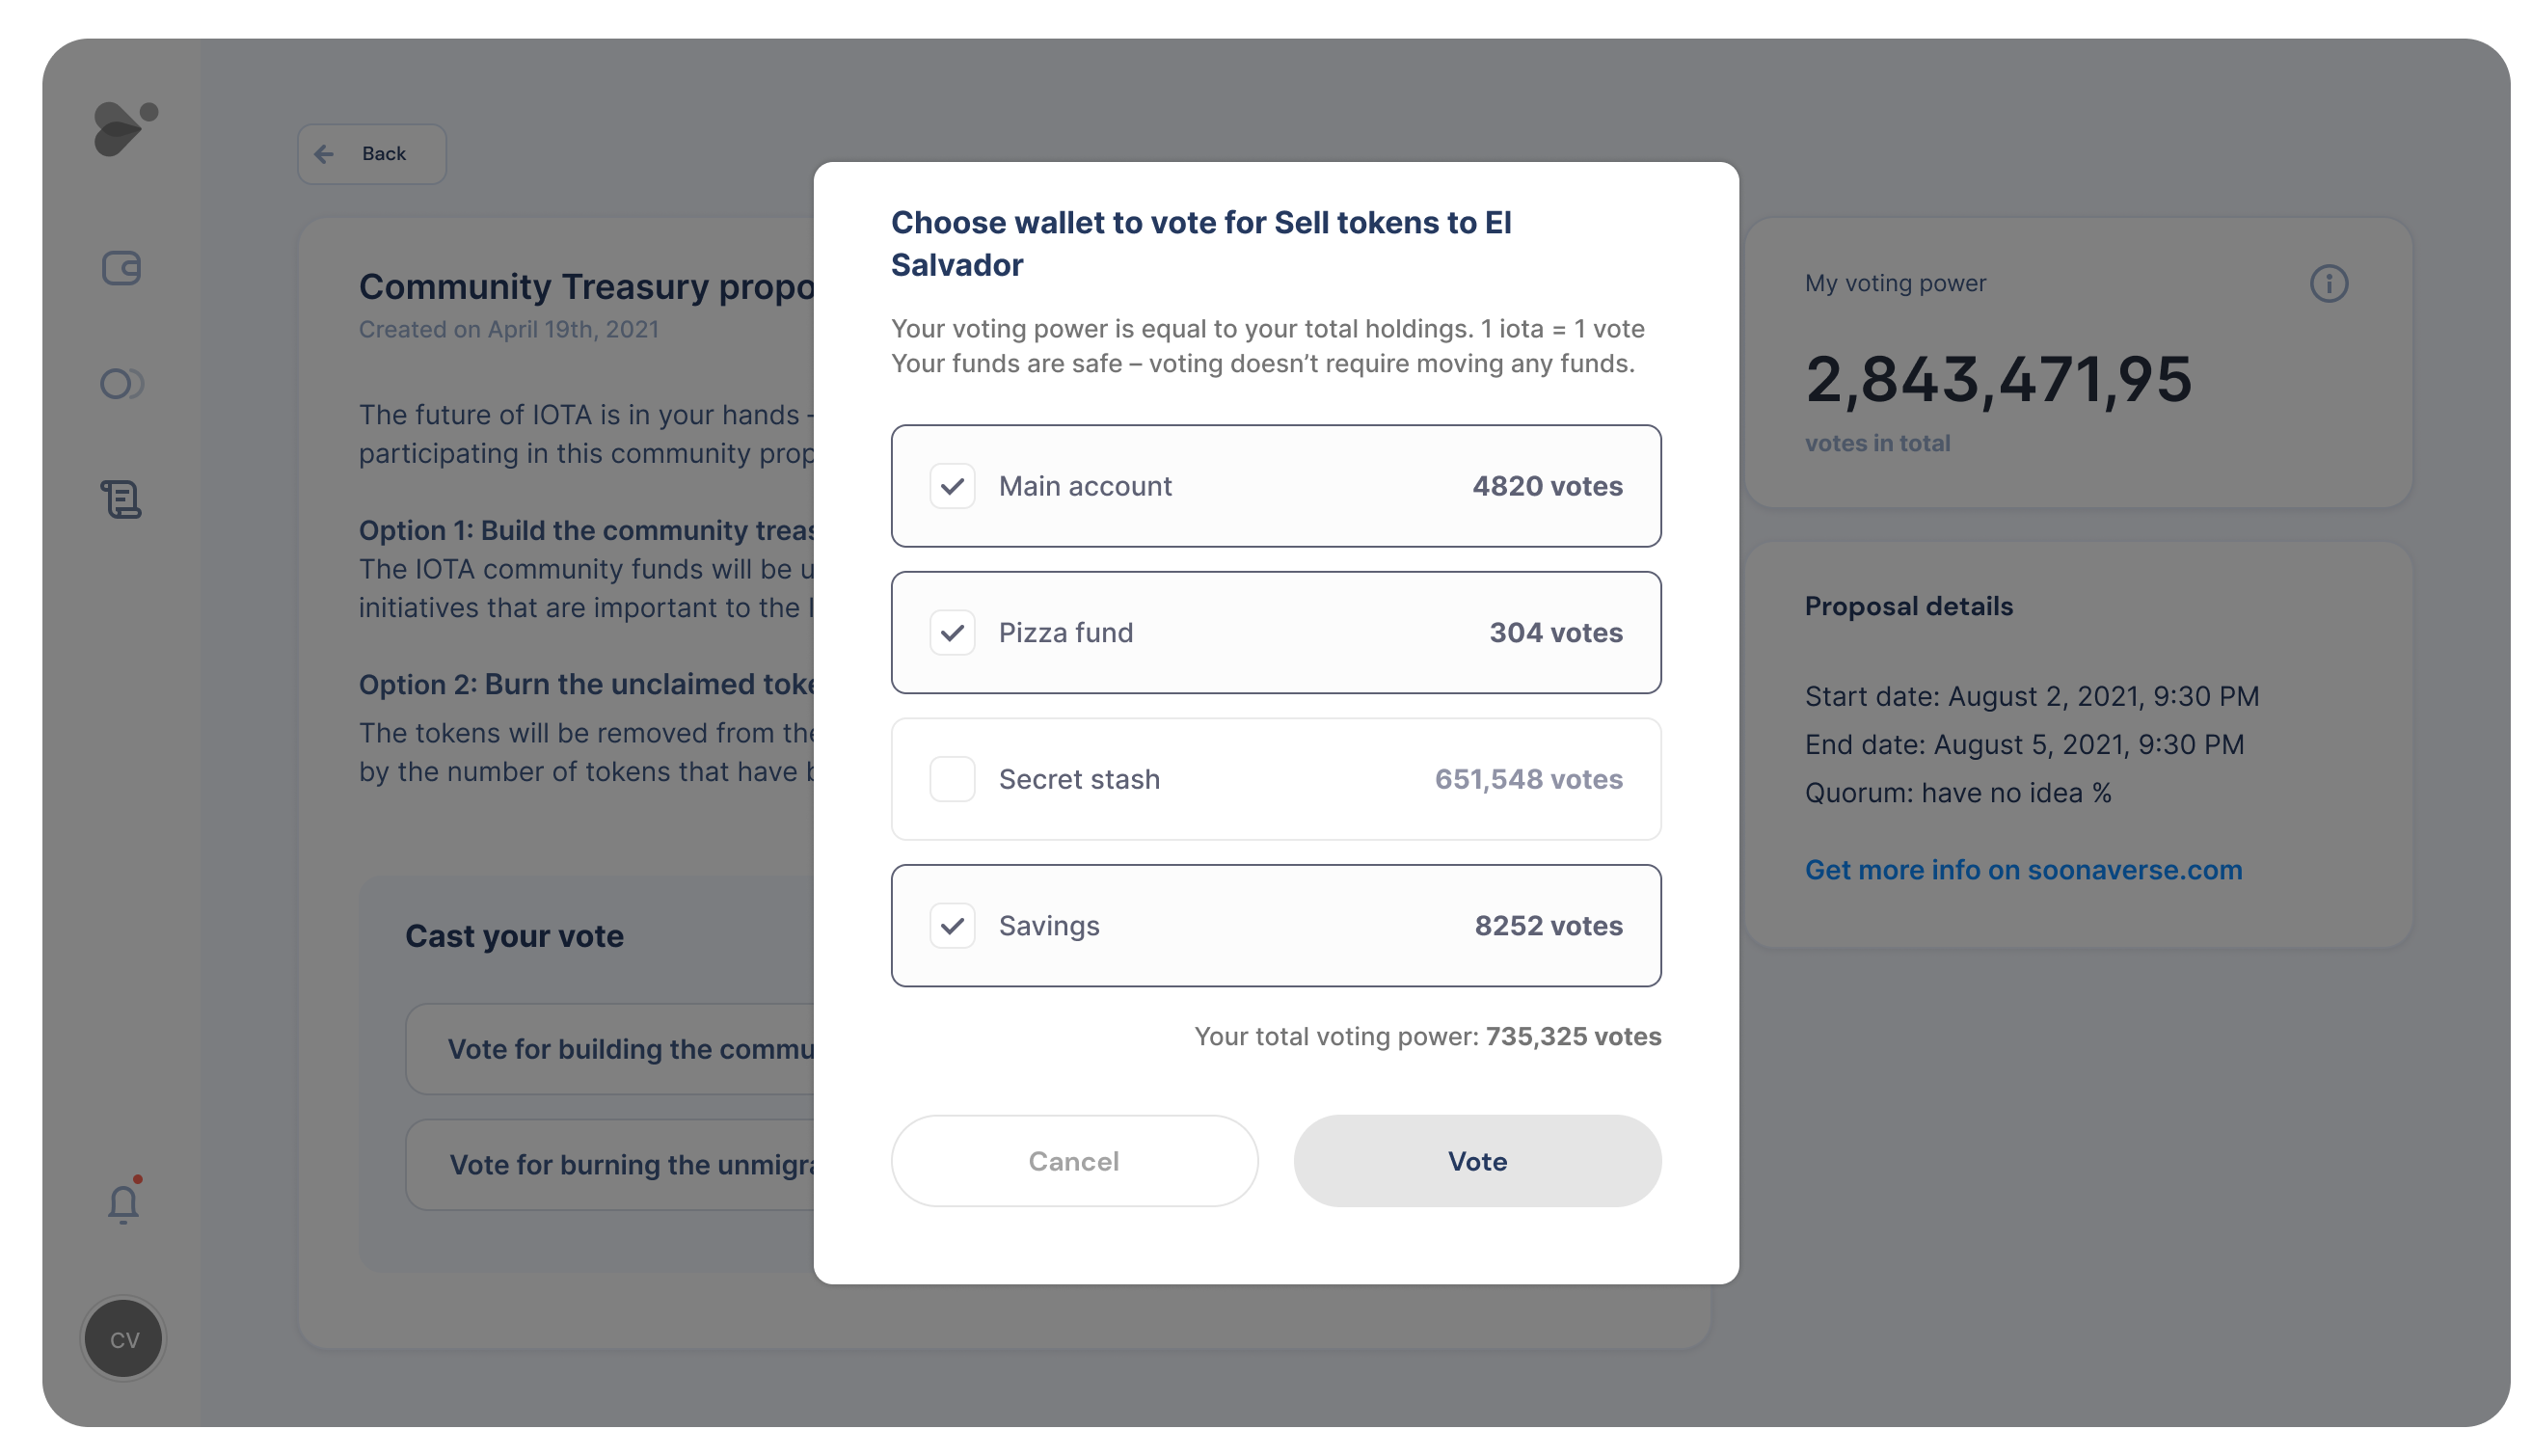 Back
Community Treasury propo
Created on April 19th, 2021
The future of IOTA is in your hands –
participating in this community prop
Option 1: Build the community treas
The IOTA community funds will be u
initiatives that are important to the I
Option 2: Burn the unclaimed toke
The tokens will be removed from the
by the number of tokens that have b
Cast your vote
Vote for building the commu
Vote for burning the unmigra
CV
Choose wallet to vote for Sell tokens to El
Salvador
Your voting power is equal to your total holdings. 1 iota = 1 vote
Your funds are safe – voting doesn’t require moving any funds.
Main account 4820 votes
Pizza fund 304 votes
Secret stash 651,548 votes
Savings 8252 votes
Your total voting power: 735,325 votes
Cancel Vote
My voting power
2,843,471,95
votes in total
Proposal details
Start date: August 2, 2021, 9:30 PM
End date: August 5, 2021, 9:30 PM
Quorum: have no idea %
Get more info on soonaverse.com